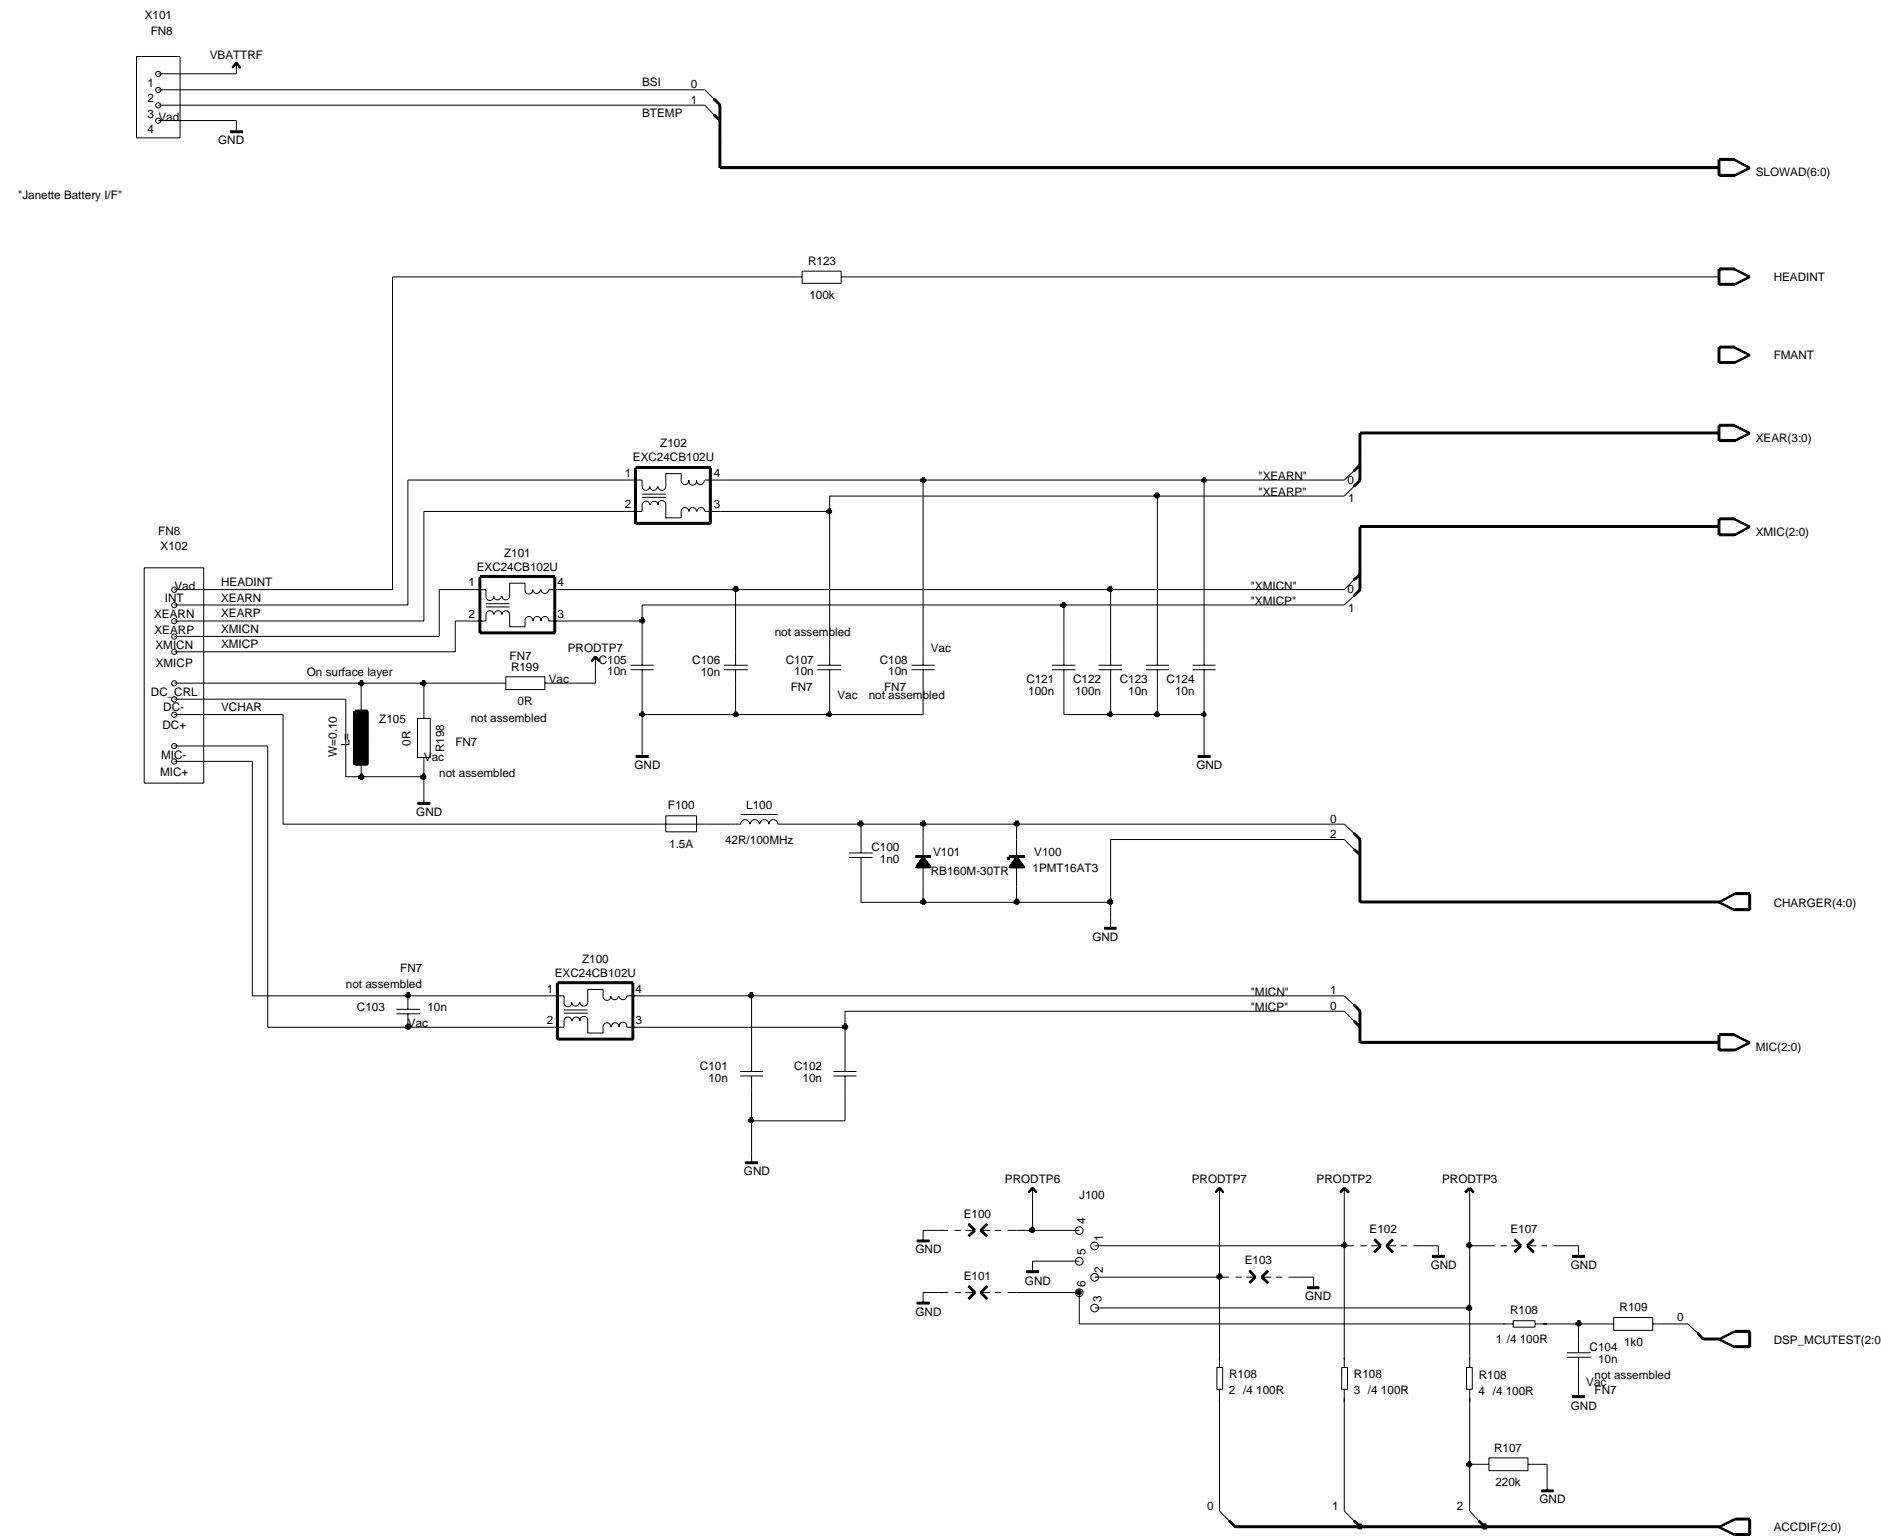 X101
FN8
VBATTRF
1
2
3 Vad
4
GND
BSI 0
1
BTEMP
SLOWAD(6:0)
"Janette Battery I/F"
R123
100k
HEADINT
FMANT
XEAR(3:0)
Z102
EXC24CB102U
1 4
2 3
"XEARN" 0
"XEARP" 1
XMIC(2:0)
FN8
X102
Z101
EXC24CB102U
1 4
2 3
"XMICN" 0
"XMICP" 1
Vad HEADINT
INT XEARN
XEARN XEARP
XEARP XMICN
XMICN XMICP
XMICP
On surface layer
FN7
R199
Vac
0R
not assembled
PRODTP7
C105
10n
C106
10n
not assembled
C107
10n
FN7
Vac
Vac
C108
10n
FN7
not assembled
C121
100n
C122
100n
C123
10n
C124
10n
GND
GND
DC_CRL
DC- VCHAR
DC+
MIC-
MIC+
W=0.10
L=
Z105
0R
R198
FN7
Vac
not assembled
GND
F100
1.5A
L100
42R/100MHz
C100
1n0
V101
RB160M-30TR
V100
1PMT16AT3
0
2
GND
CHARGER(4:0)
FN7
not assembled
C103 10n
Vac
Z100
EXC24CB102U
1 4
2 3
"MICN" 1
"MICP" 0
MIC(2:0)
C101
10n
C102
10n
GND
PRODTP6
J100
PRODTP7
PRODTP2
PRODTP3
E100
GND
4
1
5
GND
2
6
3
E101
GND
E103
GND
E102
GND
E107
GND
R108
1 /4 100R
R109
1k0
0
DSP_MCUTEST(2:0
C104
10n
not assembled
Vac
FN7
GND
R108
2 /4 100R
R108
3 /4 100R
R108
4 /4 100R
R107
220k
GND
0
1
2
ACCDIF(2:0)